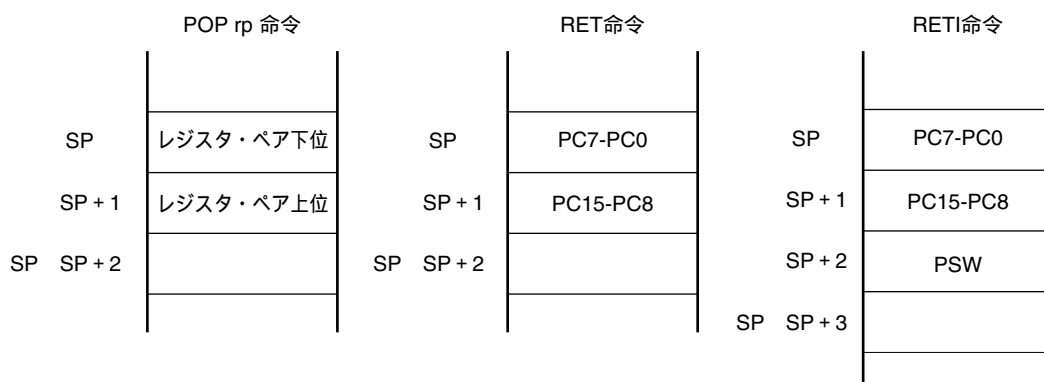 POP rp 命令
SP レジスタ・ペア下位
SP + 1 レジスタ・ペア上位
SP SP + 2
RET命令
SP PC7-PC0
SP + 1 PC15-PC8
SP SP + 2
RETI命令
SP PC7-PC0
SP + 1 PC15-PC8
SP + 2 PSW
SP SP + 3